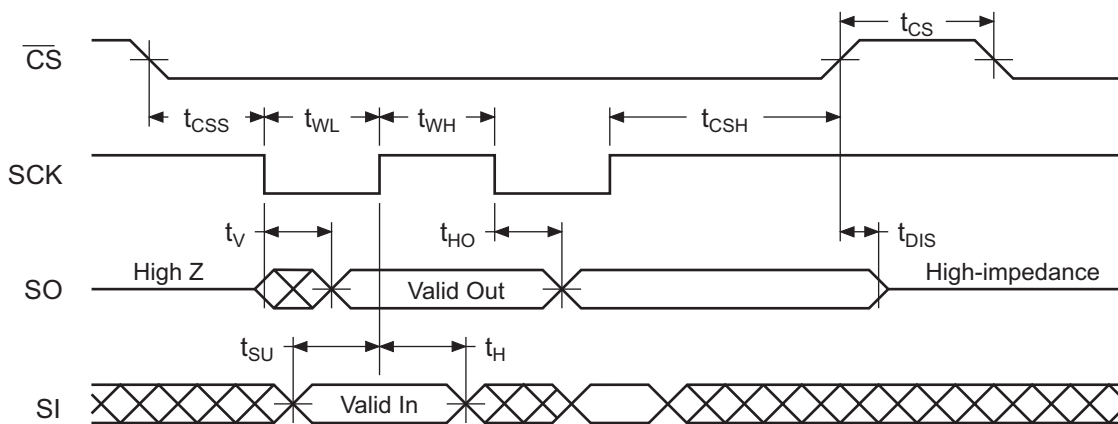 t_CS
CS
t_CSS t_WL t_WH t_CSH
SCK
t_V t_HO t_DIS
High Z High-impedance
SO Valid Out
t_SU t_H
SI Valid In